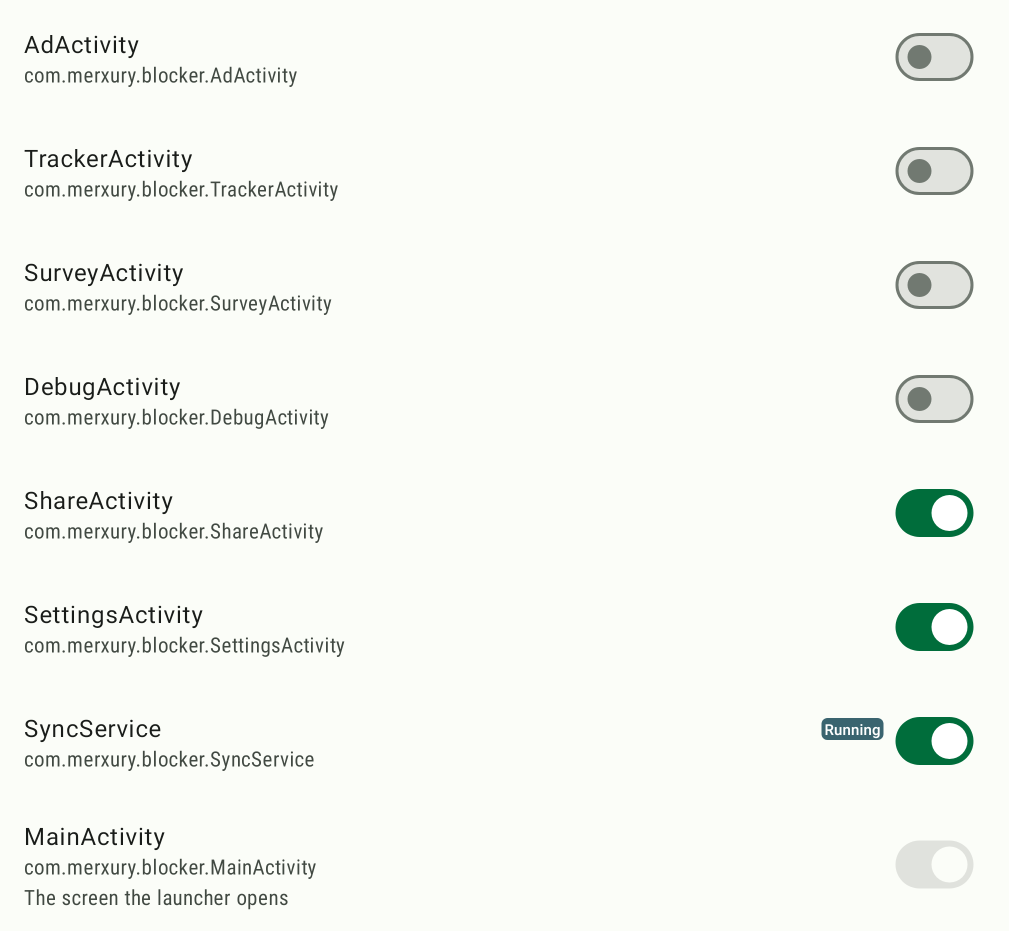 AdActivity
com.merxury.blocker.AdActivity
TrackerActivity
com.merxury.blocker.TrackerActivity
SurveyActivity
com.merxury.blocker.SurveyActivity
DebugActivity
com.merxury.blocker.DebugActivity
ShareActivity
com.merxury.blocker.ShareActivity
SettingsActivity
com.merxury.blocker.SettingsActivity
SyncService
Running
com.merxury.blocker.SyncService
MainActivity
com.merxury.blocker.MainActivity
The screen the launcher opens